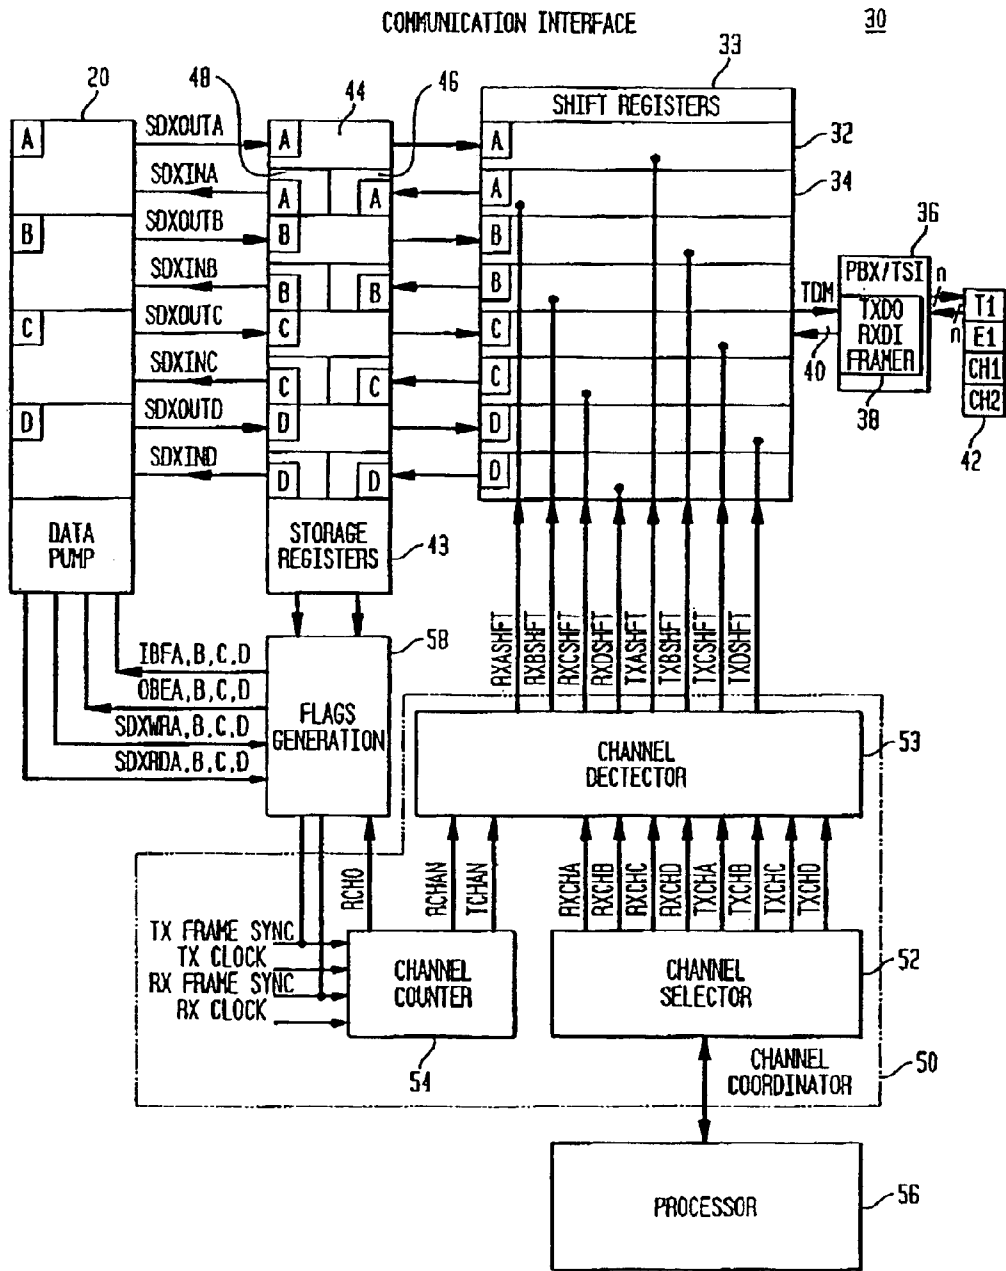 COMMUNICATION INTERFACE
30
33
SHIFT REGISTERS
20
48
44
46
32
34
A
SDXOUTA
A
A
SDXINA
A
A
A
B
SDXOUTB
B
B
SDXINB
B
B
B
C
SDXOUTC
C
C
SDXINC
C
C
C
D
SDXOUTD
D
D
SDXIND
D
D
D
36
PBX/TSI
n
n
TDM
TXDO
RXDI
FRAMER
40
38
T1
E1
CH1
CH2
42
DATA
PUMP
STORAGE
REGISTERS
43
RXASHFT
RXBSHFT
RXCSHFT
RXDSHFT
TXASHFT
TXBSHFT
TXCSHFT
TXDSHFT
58
IBFA,B,C,D
OBEA,B,C,D
SDXWRA,B,C,D
SDXRDA,B,C,D
FLAGS
GENERATION
CHANNEL
DECTECTOR
53
RCHO
RCHAN
TCHAN
RXCHA
RXCHB
RXCHC
RXCHD
TXCHA
TXCHB
TXCHC
TXCHD
TX FRAME SYNC
TX CLOCK
RX FRAME SYNC
RX CLOCK
CHANNEL
COUNTER
54
CHANNEL
SELECTOR
52
CHANNEL
COORDINATOR
50
PROCESSOR
56